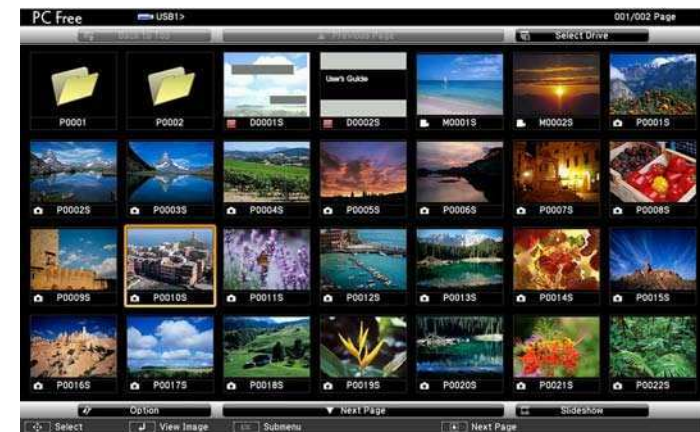 PC Free USB1> 001/002 Page
Back to Top Previous Page Select Drive
User's Guide
P0001 P0002 D0001S D0002S M0001S M0002S P0001S
P0002S P0003S P0004S P0005S P0006S P0007S P0008S
P0009S P0010S P0011S P0012S P0013S P0014S P0015S
P0016S P0017S P0018S P0019S P0020S P0021S P0022S
Option Next Page Slideshow
Select View Image Esc Submenu Next Page